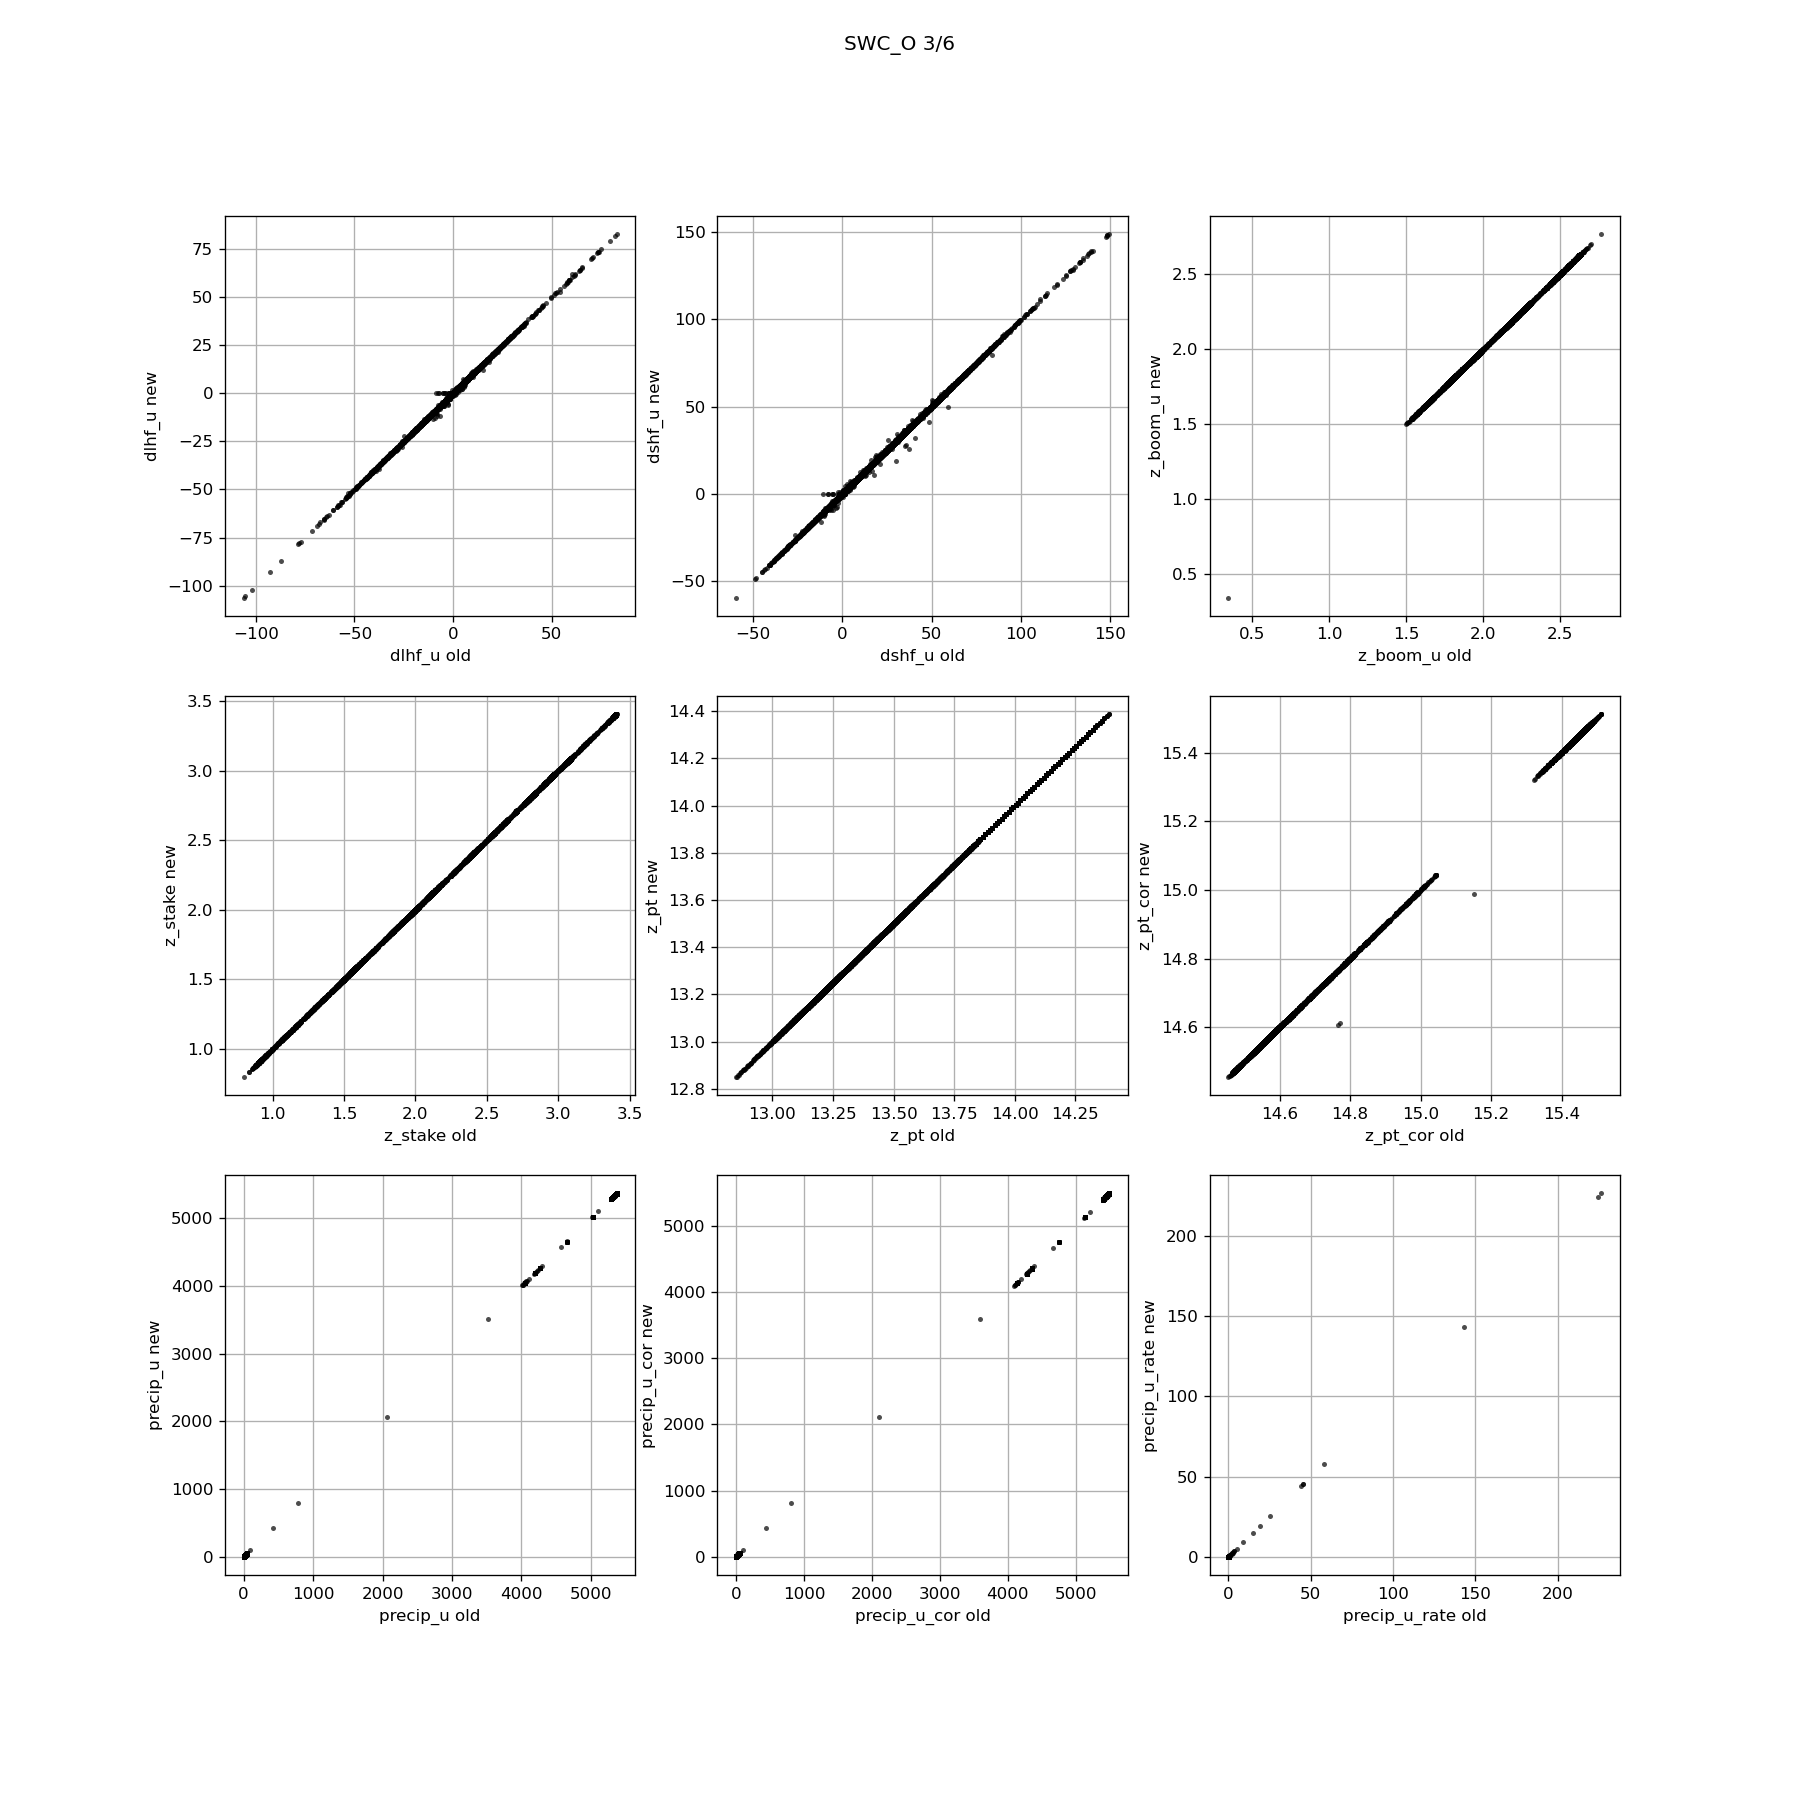 SWC_O 3/6
75
50
25
0
−25
−50
−75
−100
−100 −50 0 50
dlhf_u new
dlhf_u old
150
100
50
0
−50
−50 0 50 100 150
dshf_u new
dshf_u old
2.5
2.0
1.5
1.0
0.5
0.5 1.0 1.5 2.0 2.5
z_boom_u new
z_boom_u old
3.5
3.0
2.5
2.0
1.5
1.0
1.0 1.5 2.0 2.5 3.0 3.5
z_stake new
z_stake old
14.4
14.2
14.0
13.8
13.6
13.4
13.2
13.0
12.8
13.00 13.25 13.50 13.75 14.00 14.25
z_pt new
z_pt old
15.4
15.2
15.0
14.8
14.6
14.6 14.8 15.0 15.2 15.4
z_pt_cor new
z_pt_cor old
5000
4000
3000
2000
1000
0
0 1000 2000 3000 4000 5000
precip_u new
precip_u old
5000
4000
3000
2000
1000
0
0 1000 2000 3000 4000 5000
precip_u_cor new
precip_u_cor old
200
150
100
50
0
0 50 100 150 200
precip_u_rate new
precip_u_rate old